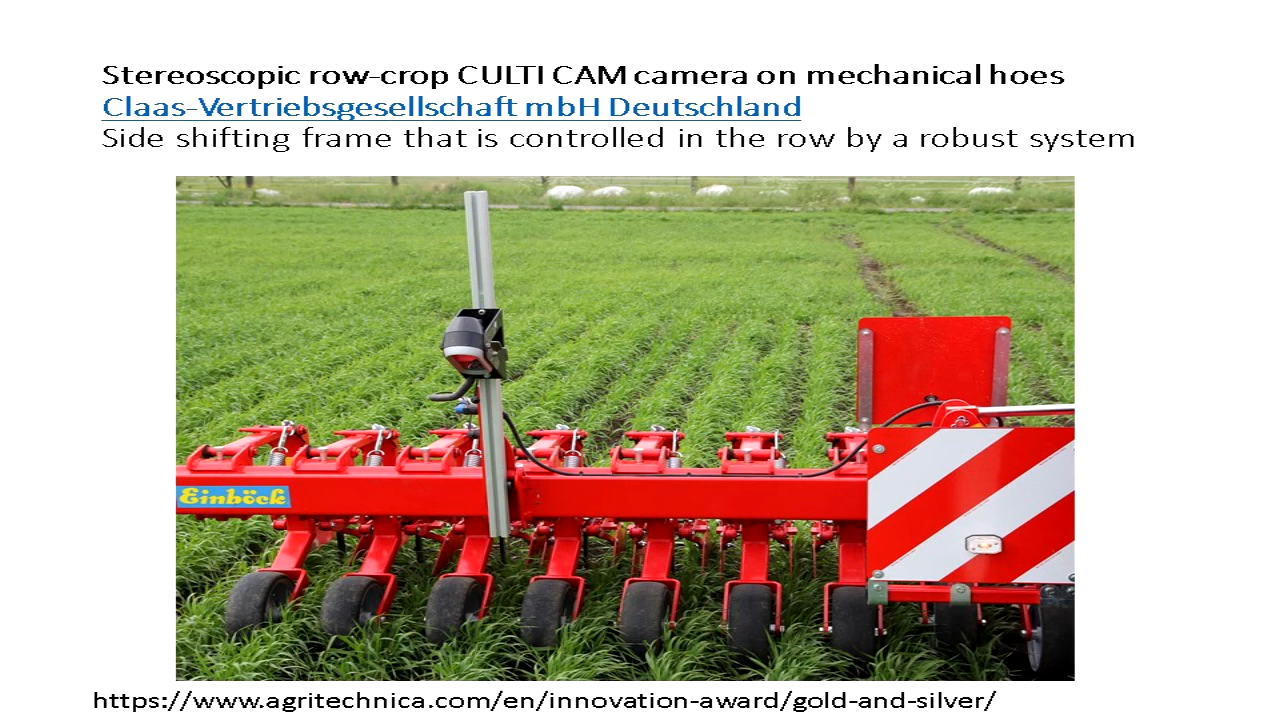 Stereoscopic row-crop CULTI CAM camera on mechanical hoes
Claas-Vertriebsgesellschaft mbH Deutschland
Side shifting frame that is controlled in the row by a robust system
Einböck
https://www.agritechnica.com/en/innovation-award/gold-and-silver/